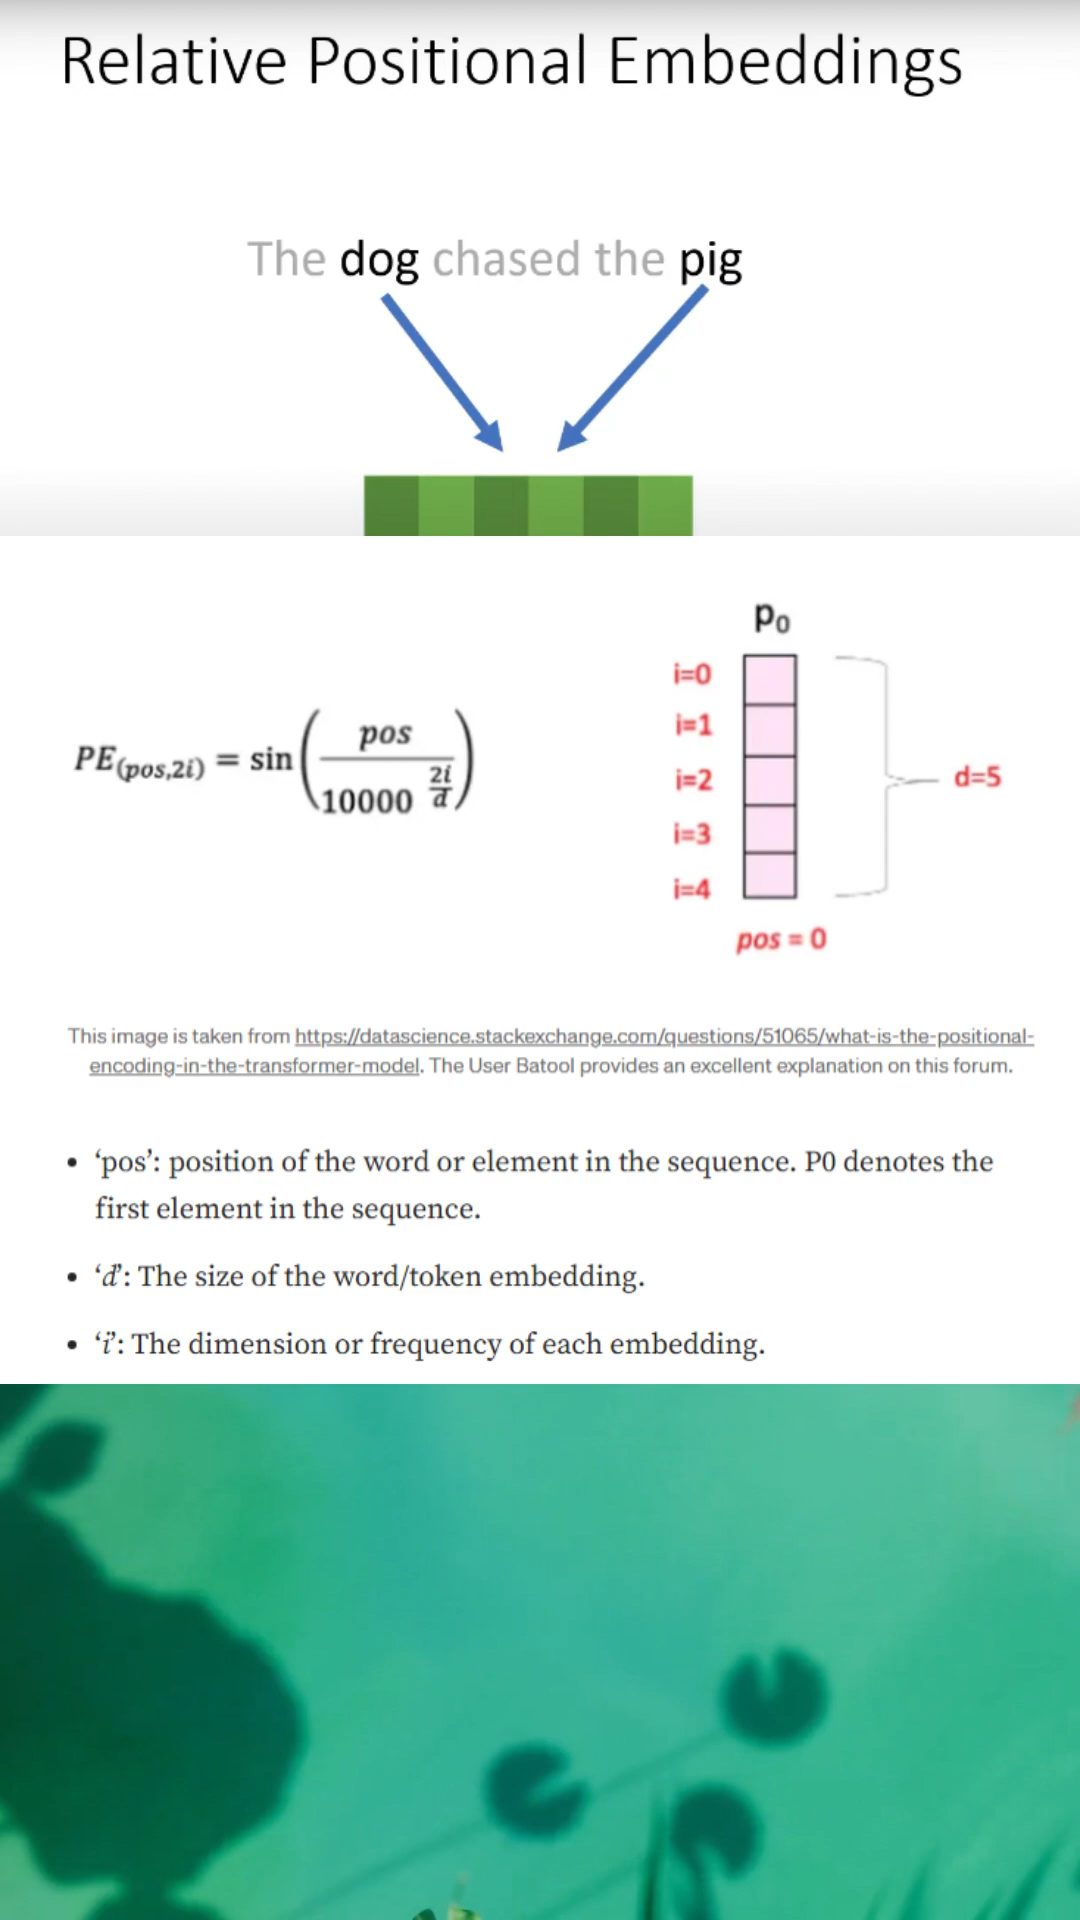 Relative Positional Embeddings
The dog chased the pig
PE(pos,2i) = sin(pos / 10000^(2i/d))
p0
i=0
i=1
i=2
i=3
i=4
d=5
pos = 0
This image is taken from https://datascience.stackexchange.com/questions/51065/what-is-the-positional-
encoding-in-the-transformer-model. The User Batool provides an excellent explanation on this forum.
• ‘pos’: position of the word or element in the sequence. P0 denotes the
first element in the sequence.
• ‘d’: The size of the word/token embedding.
• ‘i’: The dimension or frequency of each embedding.